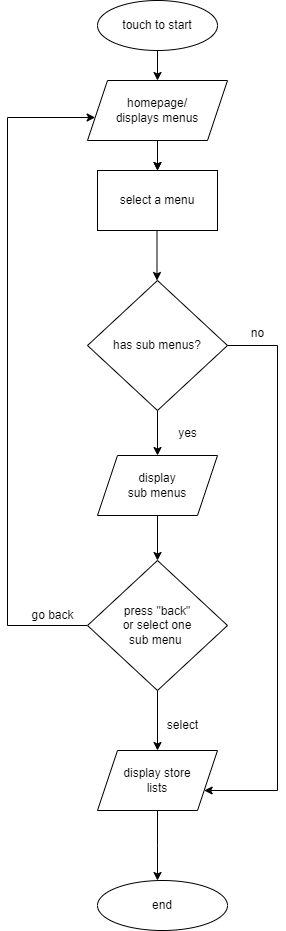 touch to start
homepage/
displays menus
select a menu
has sub menus?
no
yes
display
sub menus
press "back"
or select one
sub menu
go back
select
display store
lists
end